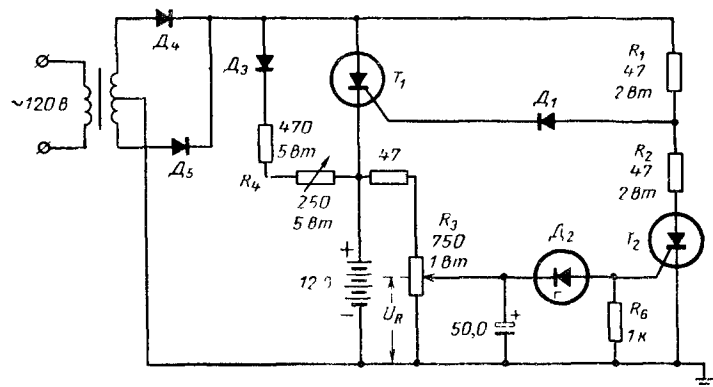 Д₄
Д₃
~120 В
Д₅
470
5 Вт
R₄
250
5 Вт
T₁
47
Д₁
R₁
47
2 Вт
R₂
47
2 Вт
T₂
R₃
750
1 Вт
Д₂
+
12 В
−
U_R
50,0
+
R₆
1 к